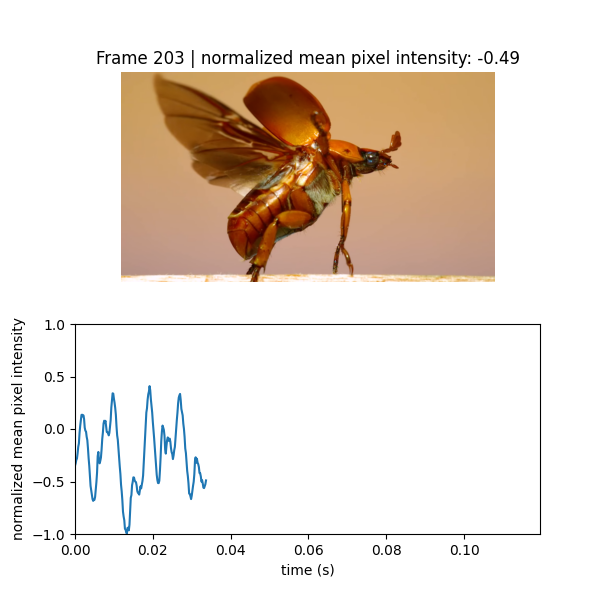 Frame 203 | normalized mean pixel intensity: -0.49
normalized mean pixel intensity
1.0
0.5
0.0
−0.5
−1.0
0.00 0.02 0.04 0.06 0.08 0.10
time (s)